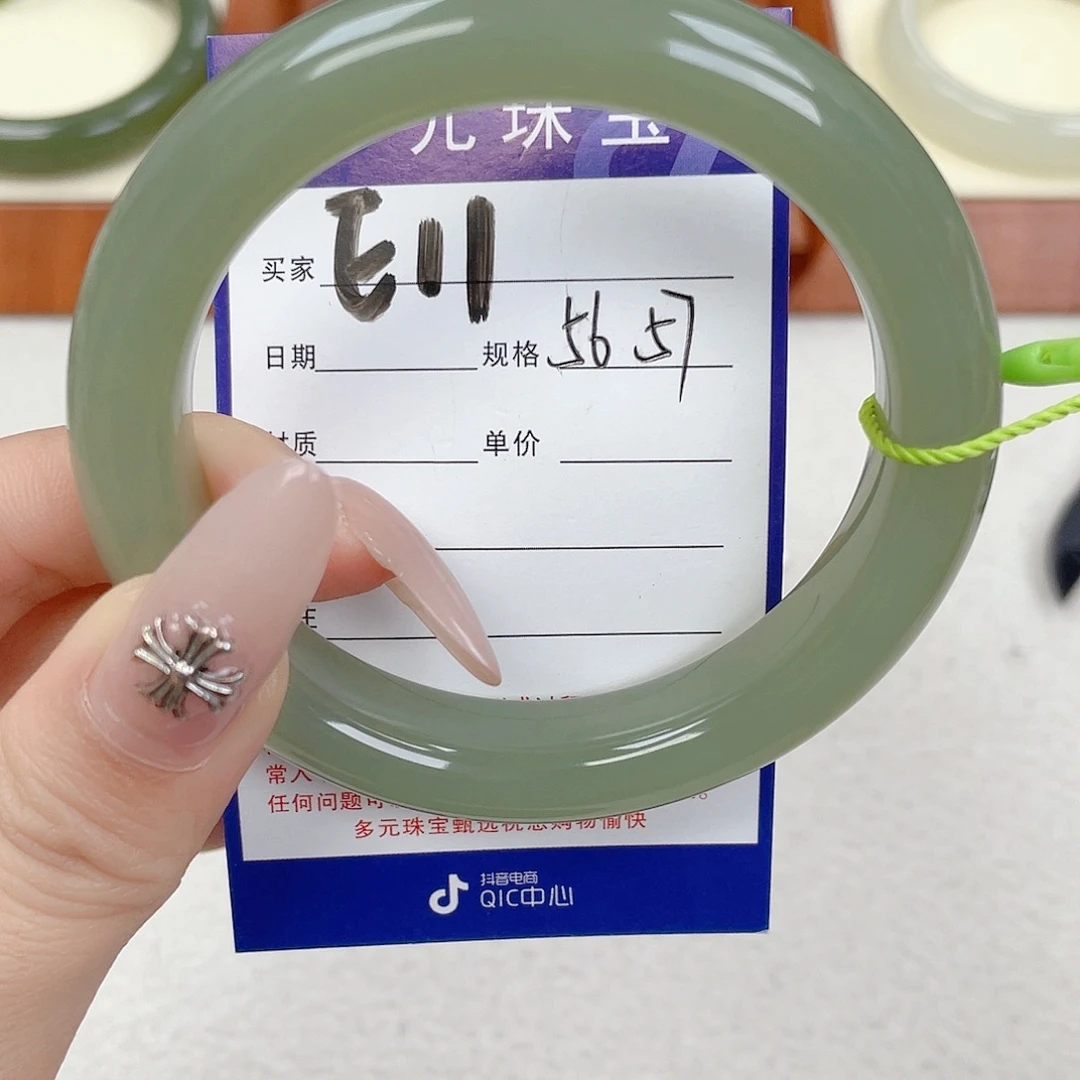 元珠宝
买家 E11
日期 规格 56 57
材质 单价
常人
任何问题可
多元珠宝甄选祝您购物愉快
抖音电商
QIC中心